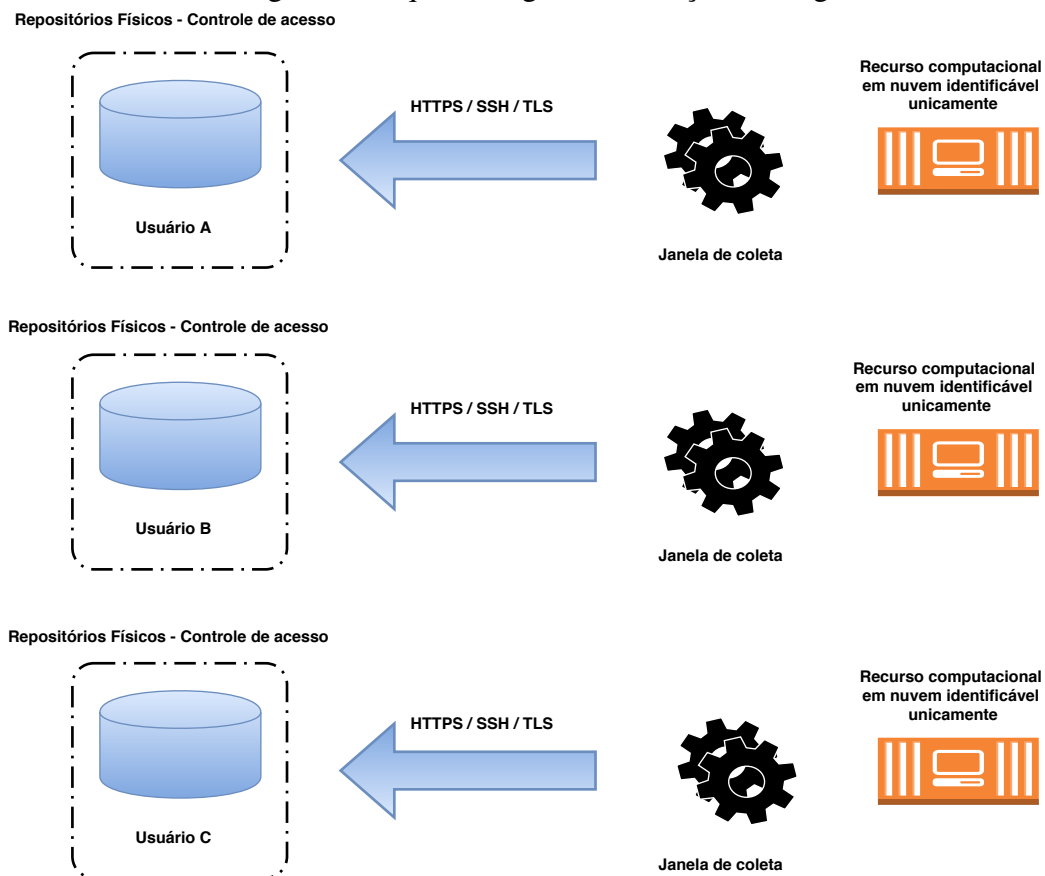 Repositórios Físicos - Controle de acesso
HTTPS / SSH / TLS
Recurso computacional
em nuvem identificável
unicamente
Usuário A
Janela de coleta
Repositórios Físicos - Controle de acesso
HTTPS / SSH / TLS
Recurso computacional
em nuvem identificável
unicamente
Usuário B
Janela de coleta
Repositórios Físicos - Controle de acesso
HTTPS / SSH / TLS
Recurso computacional
em nuvem identificável
unicamente
Usuário C
Janela de coleta